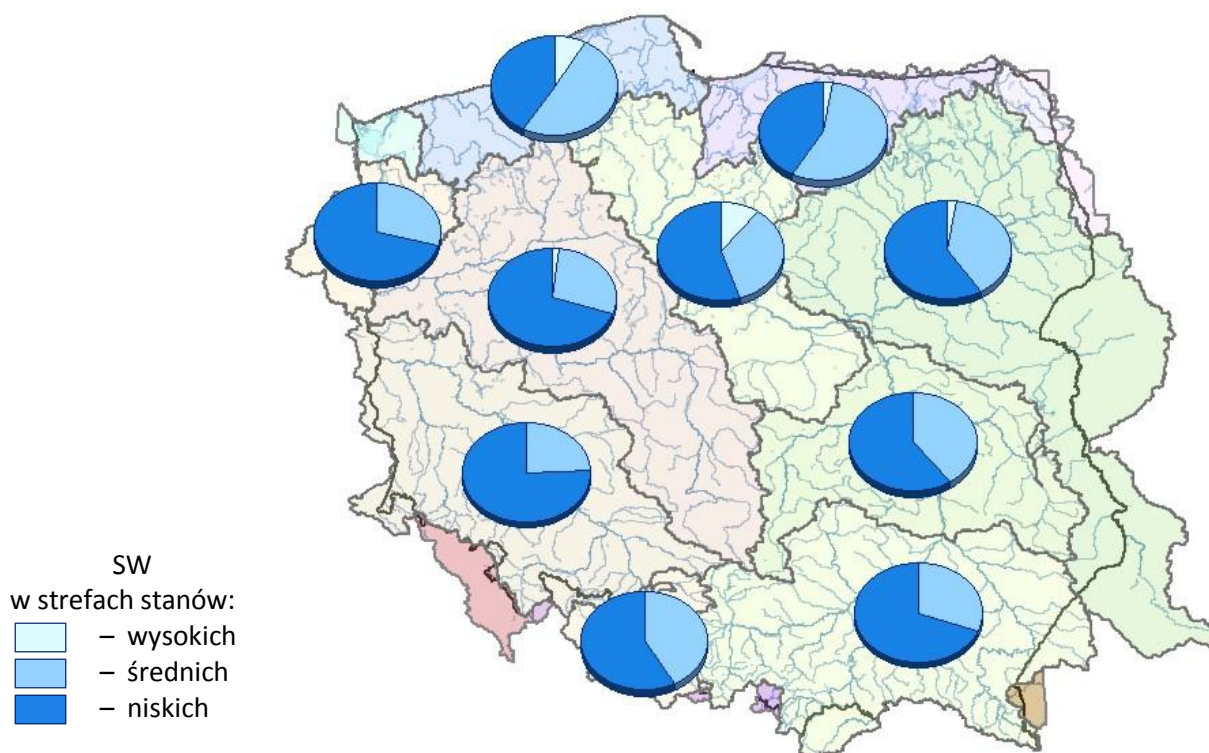 SW
w strefach stanów:
– wysokich
– średnich
– niskich